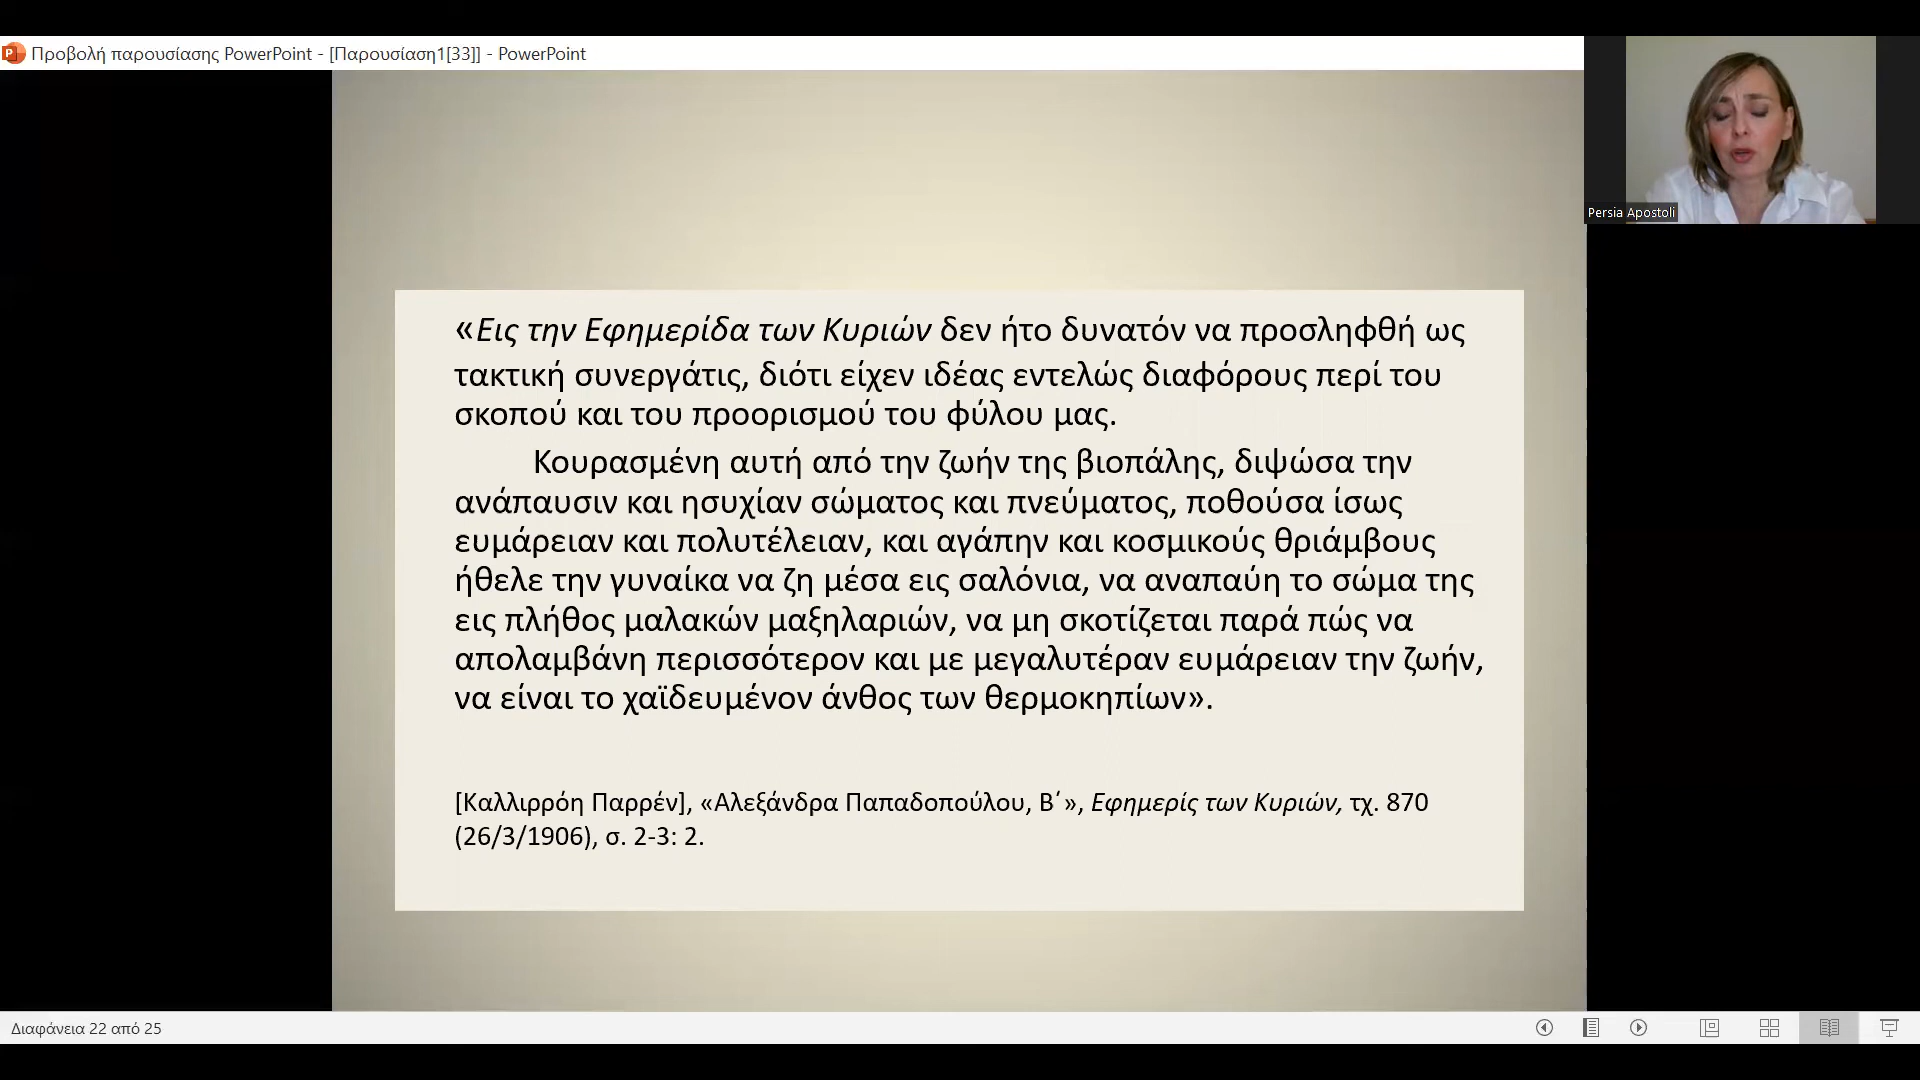 Προβολή παρουσίασης PowerPoint - [Παρουσίαση1[33]] - PowerPoint
Persia Apostoli
«Εις την Εφημερίδα των Κυριών δεν ήτο δυνατόν να προσληφθή ως
τακτική συνεργάτις, διότι είχεν ιδέας εντελώς διαφόρους περί του
σκοπού και του προορισμού του φύλου μας.
Κουρασμένη αυτή από την ζωήν της βιοπάλης, διψώσα την
ανάπαυσιν και ησυχίαν σώματος και πνεύματος, ποθούσα ίσως
ευμάρειαν και πολυτέλειαν, και αγάπην και κοσμικούς θριάμβους
ήθελε την γυναίκα να ζη μέσα εις σαλόνια, να αναπαύη το σώμα της
εις πλήθος μαλακών μαξηλαριών, να μη σκοτίζεται παρά πώς να
απολαμβάνη περισσότερον και με μεγαλυτέραν ευμάρειαν την ζωήν,
να είναι το χαϊδευμένον άνθος των θερμοκηπίων».
[Καλλιρρόη Παρρέν], «Αλεξάνδρα Παπαδοπούλου, Β΄», Εφημερίς των Κυριών, τχ. 870
(26/3/1906), σ. 2-3: 2.
Διαφάνεια 22 από 25